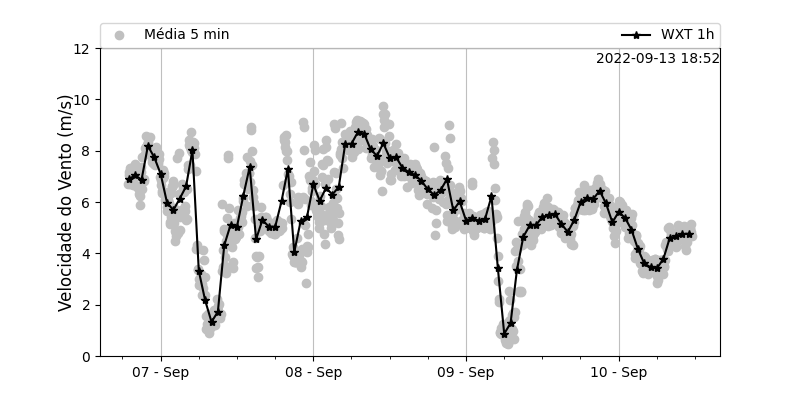 Média 5 min
WXT 1h
2022-09-13 18:52
Velocidade do Vento (m/s)
12
10
8
6
4
2
0
07 - Sep
08 - Sep
09 - Sep
10 - Sep